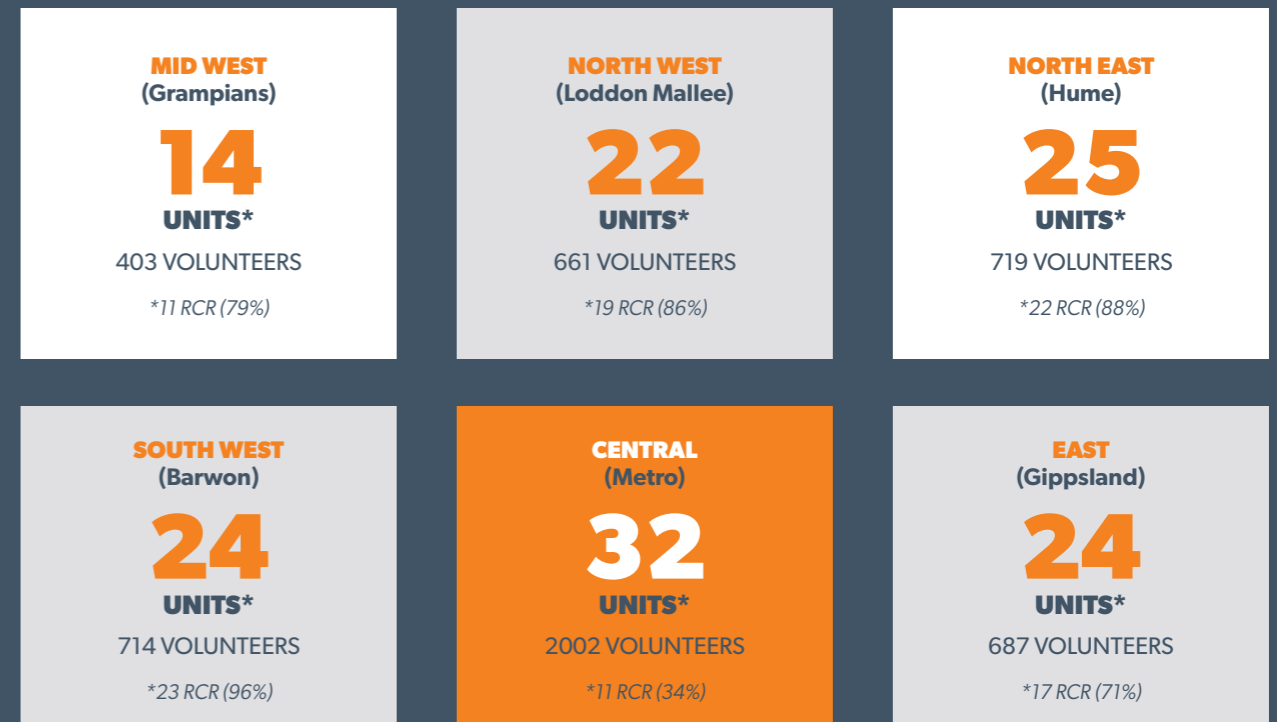 MID WEST
(Grampians)
14
UNITS*
403 VOLUNTEERS
*11 RCR (79%)
NORTH WEST
(Loddon Mallee)
22
UNITS*
661 VOLUNTEERS
*19 RCR (86%)
NORTH EAST
(Hume)
25
UNITS*
719 VOLUNTEERS
*22 RCR (88%)
SOUTH WEST
(Barwon)
24
UNITS*
714 VOLUNTEERS
*23 RCR (96%)
CENTRAL
(Metro)
32
UNITS*
2002 VOLUNTEERS
*11 RCR (34%)
EAST
(Gippsland)
24
UNITS*
687 VOLUNTEERS
*17 RCR (71%)